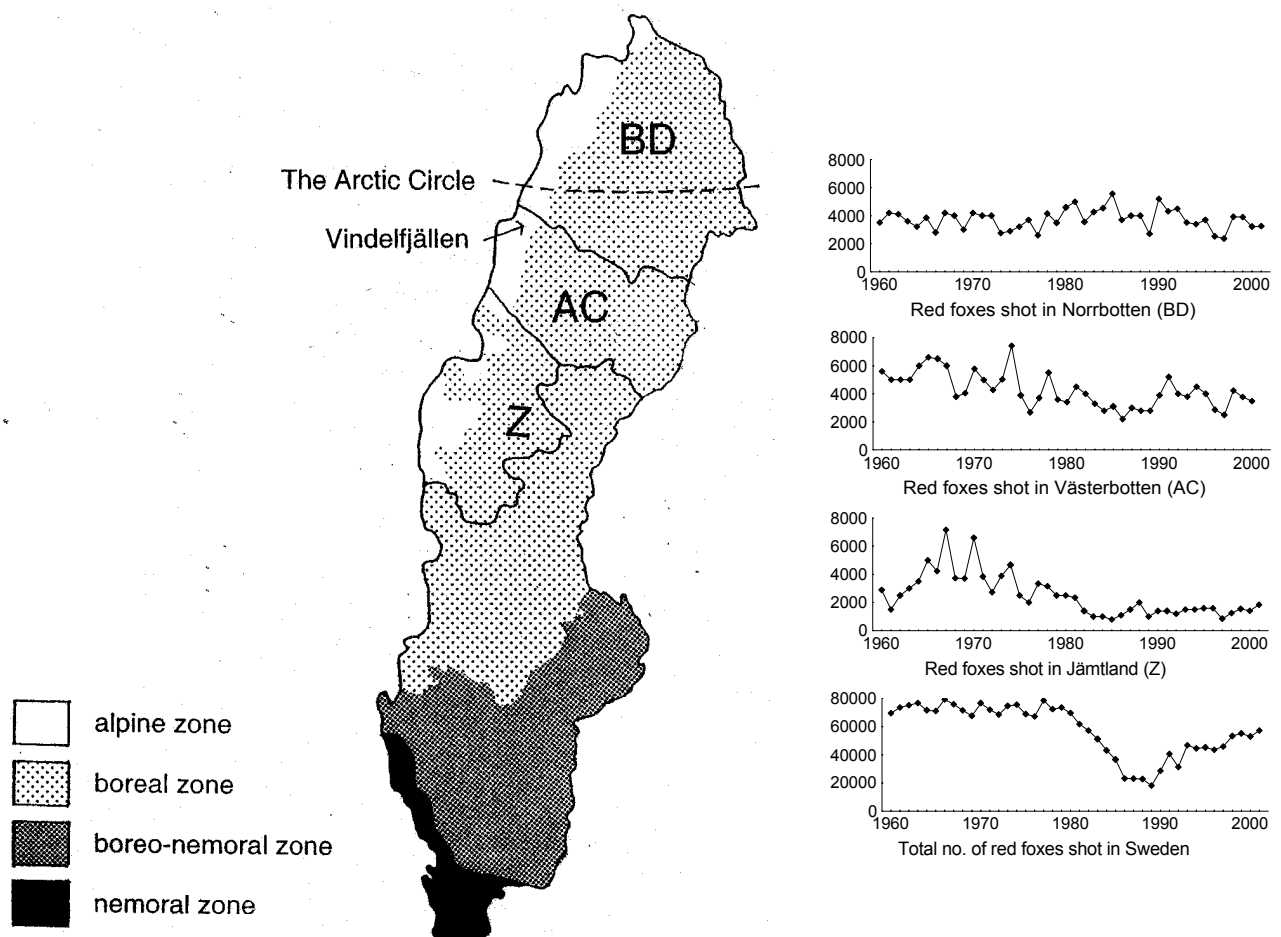 BD
The Arctic Circle
Vindelfjällen
AC
Z
alpine zone
boreal zone
boreo-nemoral zone
nemoral zone
8000
6000
4000
2000
0
1960 1970 1980 1990 2000
Red foxes shot in Norrbotten (BD)
8000
6000
4000
2000
0
1960 1970 1980 1990 2000
Red foxes shot in Västerbotten (AC)
8000
6000
4000
2000
0
1960 1970 1980 1990 2000
Red foxes shot in Jämtland (Z)
80000
60000
40000
20000
0
1960 1970 1980 1990 2000
Total no. of red foxes shot in Sweden